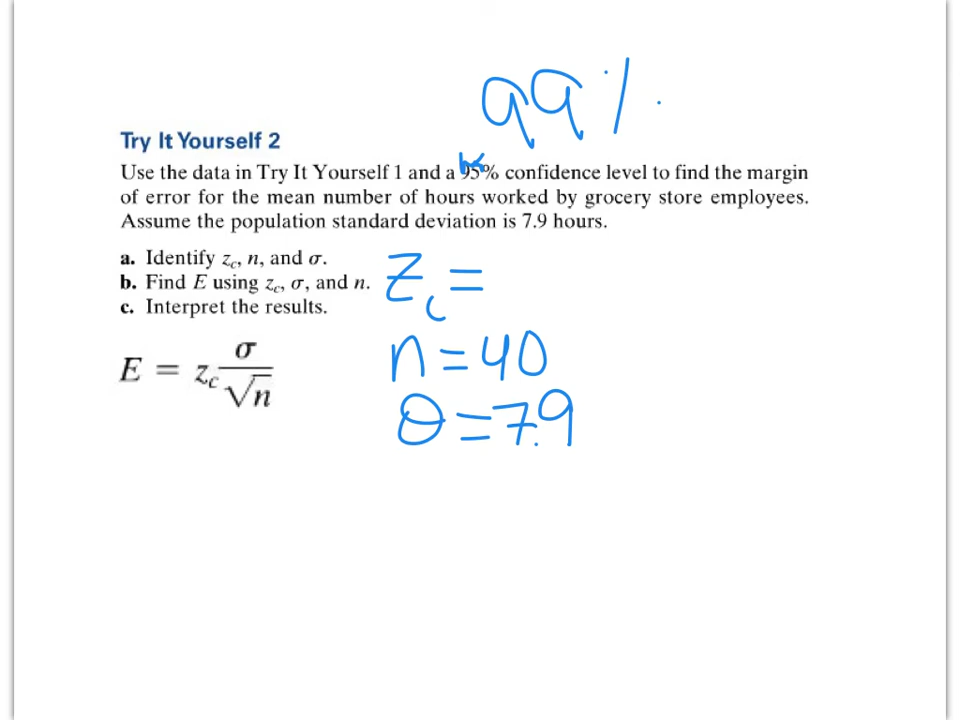 99%
Try It Yourself 2
Use the data in Try It Yourself 1 and a 95% confidence level to find the margin
of error for the mean number of hours worked by grocery store employees.
Assume the population standard deviation is 7.9 hours.
a. Identify z_c, n, and σ.
b. Find E using z_c, σ, and n.
c. Interpret the results.
z_c =
n = 40
E = z_c σ/√n
σ = 7.9